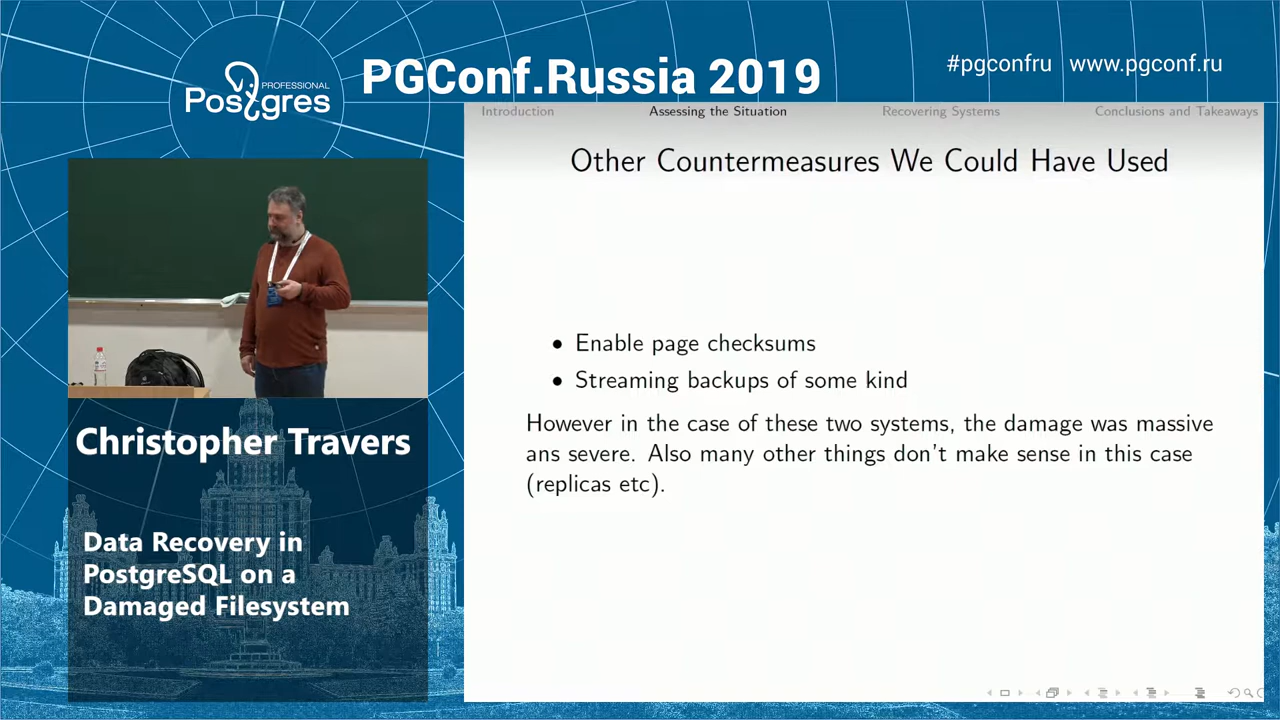 PROFESSIONAL
Postgres
PGConf.Russia 2019
#pgconfru www.pgconf.ru
Introduction Assessing the Situation Recovering Systems Conclusions and Takeaways
Other Countermeasures We Could Have Used
• Enable page checksums
• Streaming backups of some kind
However in the case of these two systems, the damage was massive
ans severe. Also many other things don't make sense in this case
(replicas etc).
Christopher Travers
Data Recovery in
PostgreSQL on a
Damaged Filesystem